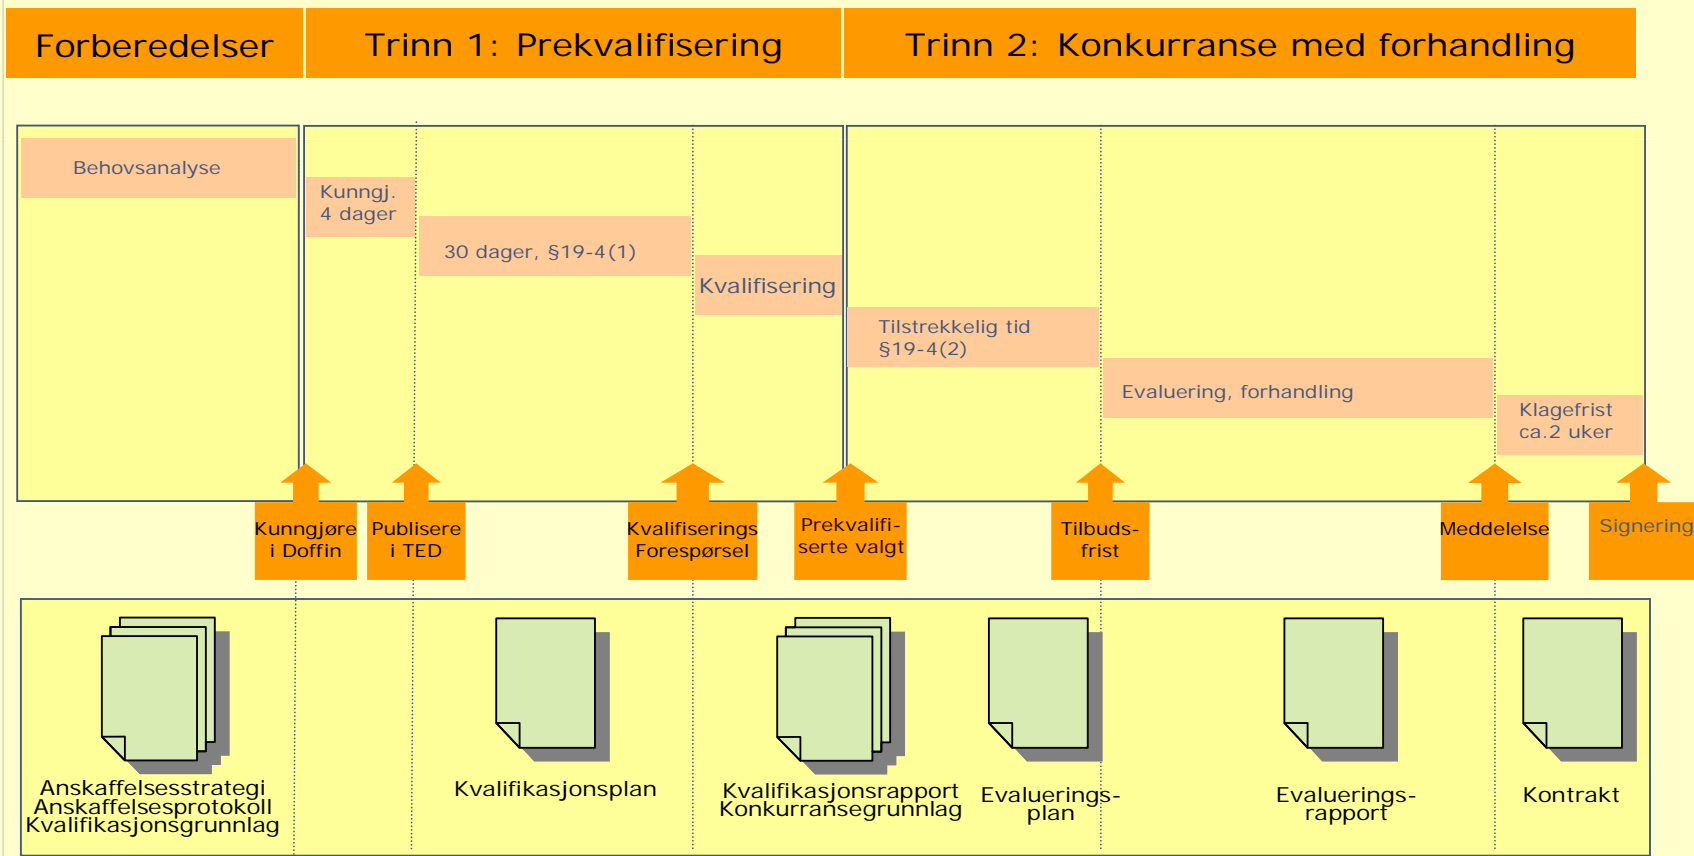 Forberedelser
Trinn 1: Prekvalifisering
Trinn 2: Konkurranse med forhandling
Behovsanalyse
Kunngj.
4 dager
30 dager, §19-4(1)
Kvalifisering
Tilstrekkelig tid
§19-4(2)
Evaluering, forhandling
Klagefrist
ca.2 uker
Kunngjøre
i Doffin
Publisere
i TED
Kvalifiserings
Forespørsel
Prekvalifi-
serte valgt
Tilbuds-
frist
Meddelelse
Signering
Anskaffelsesstrategi
Anskaffelsesprotokoll
Kvalifikasjonsgrunnlag
Kvalifikasjonsplan
Kvalifikasjonsrapport
Konkurransegrunnlag
Evaluerings-
plan
Evaluerings-
rapport
Kontrakt